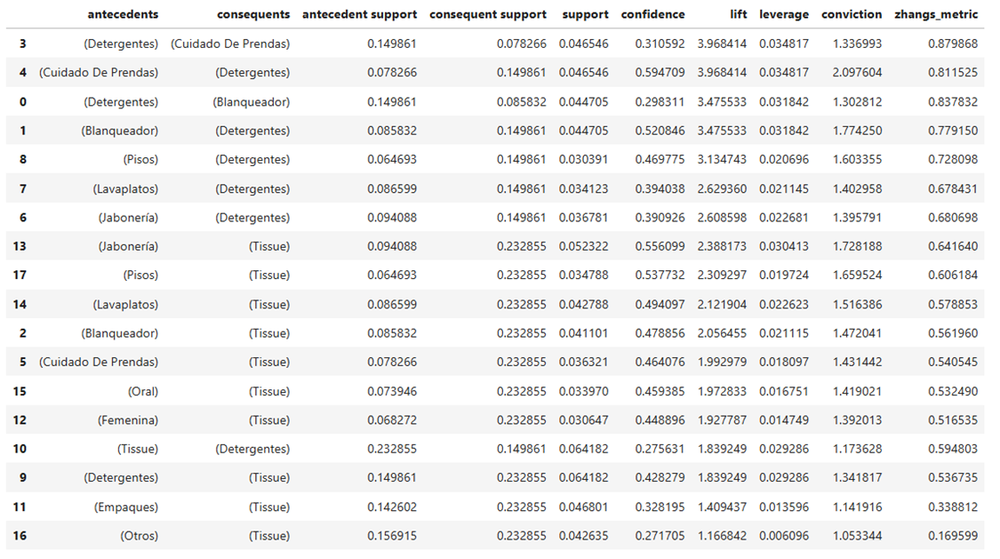 antecedents consequents antecedent support consequent support support confidence lift leverage conviction zhangs_metric
3 (Detergentes) (Cuidado De Prendas) 0.149861 0.078266 0.046546 0.310592 3.968414 0.034817 1.336993 0.879868
4 (Cuidado De Prendas) (Detergentes) 0.078266 0.149861 0.046546 0.594709 3.968414 0.034817 2.097604 0.811525
0 (Detergentes) (Blanqueador) 0.149861 0.085832 0.044705 0.298311 3.475533 0.031842 1.302812 0.837832
1 (Blanqueador) (Detergentes) 0.085832 0.149861 0.044705 0.520846 3.475533 0.031842 1.774250 0.779150
8 (Pisos) (Detergentes) 0.064693 0.149861 0.030391 0.469775 3.134743 0.020696 1.603355 0.728098
7 (Lavaplatos) (Detergentes) 0.086599 0.149861 0.034123 0.394038 2.629360 0.021145 1.402958 0.678431
6 (Jabonería) (Detergentes) 0.094088 0.149861 0.036781 0.390926 2.608598 0.022681 1.395791 0.680698
13 (Jabonería) (Tissue) 0.094088 0.232855 0.052322 0.556099 2.388173 0.030413 1.728188 0.641640
17 (Pisos) (Tissue) 0.064693 0.232855 0.034788 0.537732 2.309297 0.019724 1.659524 0.606184
14 (Lavaplatos) (Tissue) 0.086599 0.232855 0.042788 0.494097 2.121904 0.022623 1.516386 0.578853
2 (Blanqueador) (Tissue) 0.085832 0.232855 0.041101 0.478856 2.056455 0.021115 1.472041 0.561960
5 (Cuidado De Prendas) (Tissue) 0.078266 0.232855 0.036321 0.464076 1.992979 0.018097 1.431442 0.540545
15 (Oral) (Tissue) 0.073946 0.232855 0.033970 0.459385 1.972833 0.016751 1.419021 0.532490
12 (Femenina) (Tissue) 0.068272 0.232855 0.030647 0.448896 1.927787 0.014749 1.392013 0.516535
10 (Tissue) (Detergentes) 0.232855 0.149861 0.064182 0.275631 1.839249 0.029286 1.173628 0.594803
9 (Detergentes) (Tissue) 0.149861 0.232855 0.064182 0.428279 1.839249 0.029286 1.341817 0.536735
11 (Empaques) (Tissue) 0.142602 0.232855 0.046801 0.328195 1.409437 0.013596 1.141916 0.338812
16 (Otros) (Tissue) 0.156915 0.232855 0.042635 0.271705 1.166842 0.006096 1.053344 0.169599